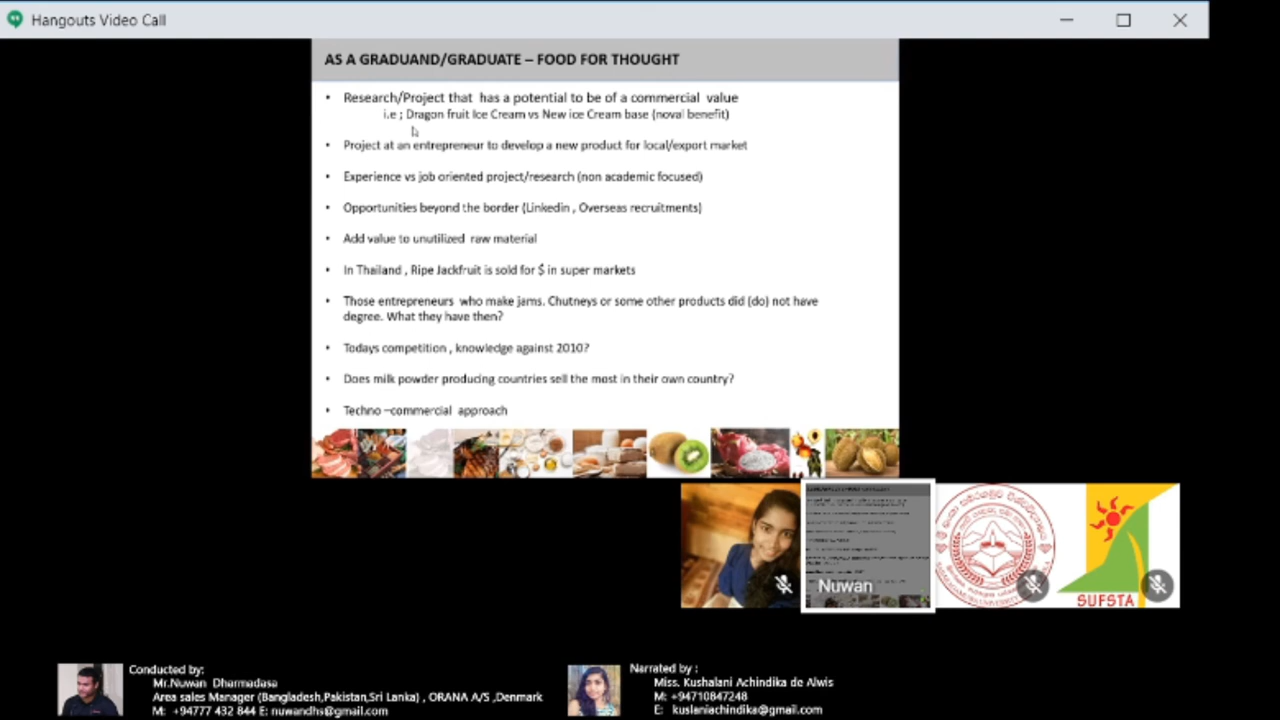 Hangouts Video Call
AS A GRADUAND/GRADUATE – FOOD FOR THOUGHT
• Research/Project that has a potential to be of a commercial value
i.e ; Dragon fruit Ice Cream vs New ice Cream base (noval benefit)
• Project at an entrepreneur to develop a new product for local/export market
• Experience vs job oriented project/research (non academic focused)
• Opportunities beyond the border (Linkedin , Overseas recruitments)
• Add value to unutilized raw material
• In Thailand , Ripe Jackfruit is sold for $ in super markets
• Those entrepreneurs who make jams. Chutneys or some other products did (do) not have
degree. What they have then?
• Todays competition , knowledge against 2010?
• Does milk powder producing countries sell the most in their own country?
• Techno –commercial approach
Nuwan
SUFSTA
Conducted by:
Mr.Nuwan Dharmadasa
Area sales Manager (Bangladesh,Pakistan,Sri Lanka) , ORANA A/S ,Denmark
M: +94777 432 844 E: nuwandhs@gmail.com
Narrated by :
Miss. Kushalani Achindika de Alwis
M: +94710847248
E: kuslaniachindika@gmail.com